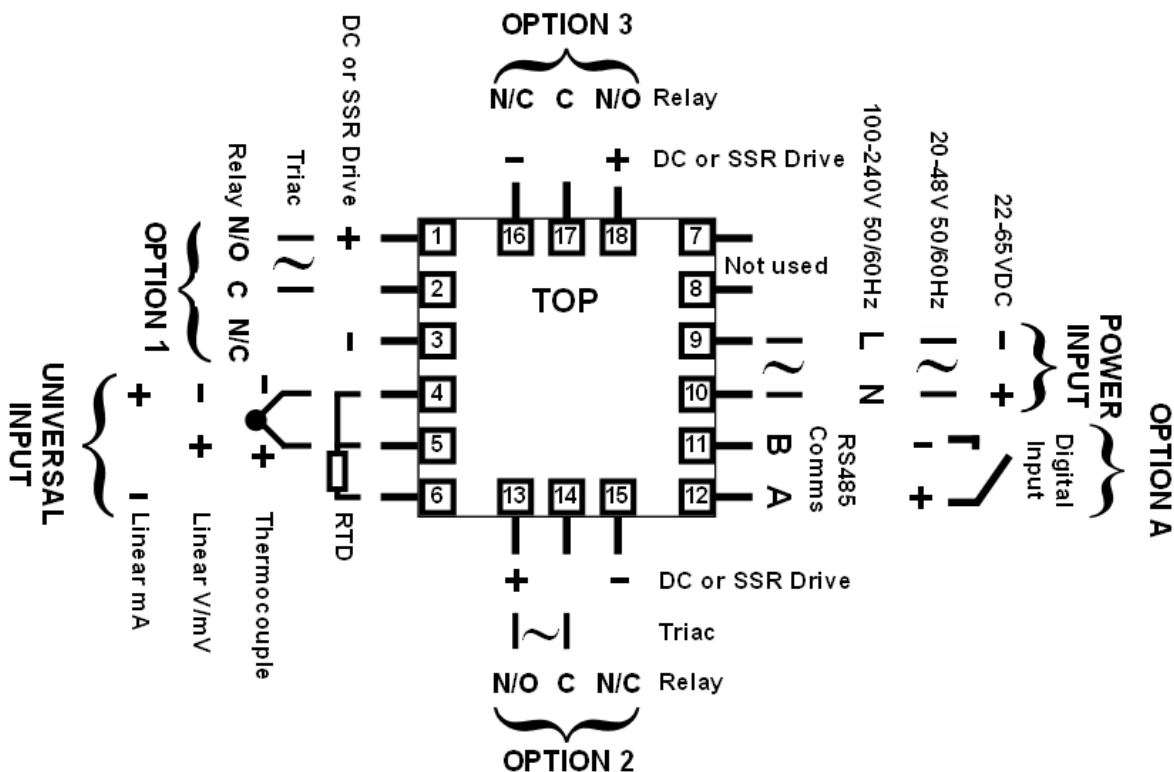 OPTION 3
N/C C N/O Relay
- + DC or SSR Drive
16 17 18
TOP
DC or SSR Drive
+
-
Triac
~
Relay N/O C N/C
OPTION 1
1
2
3
4
5
6
UNIVERSAL
INPUT
+ - Linear mA
- + Linear V/mV
- + Thermocouple
RTD
7
8
Not used
9
10
11
12
~
100-240V 50/60Hz
L
N
20-48V 50/60Hz
~
22-65VDC
-
+
POWER
INPUT
B
A
RS485
Comms
-
+
Digital
Input
OPTION A
13 14 15
+ - DC or SSR Drive
~ Triac
N/O C N/C Relay
OPTION 2